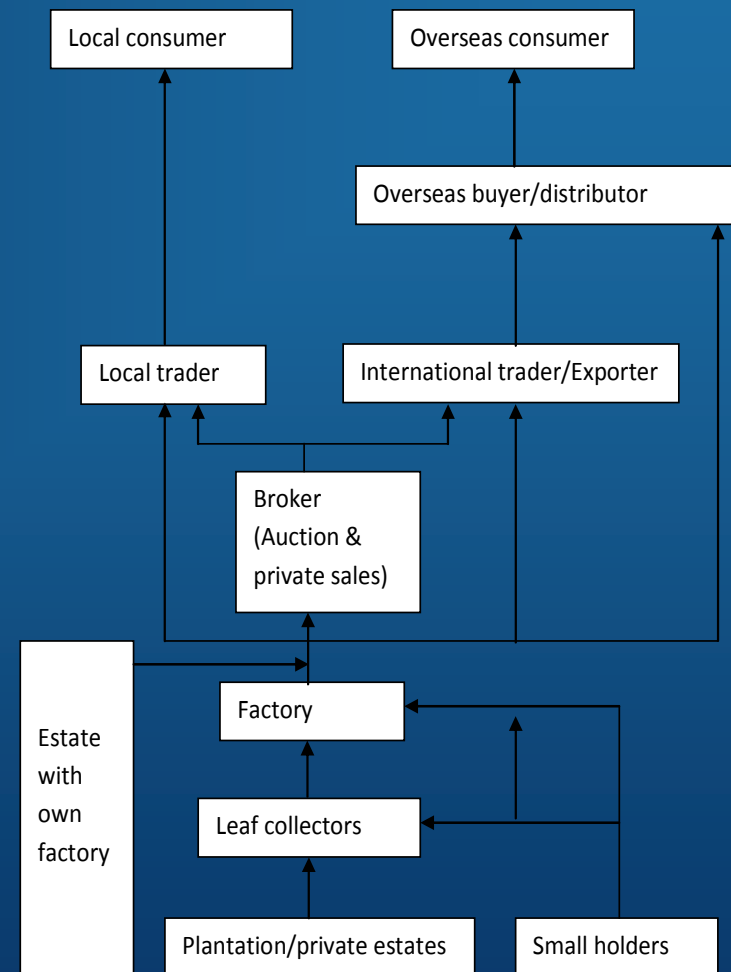 Local consumer
Overseas consumer
Overseas buyer/distributor
Local trader
International trader/Exporter
Broker
(Auction &
private sales)
Estate
with
own
factory
Factory
Leaf collectors
Plantation/private estates
Small holders